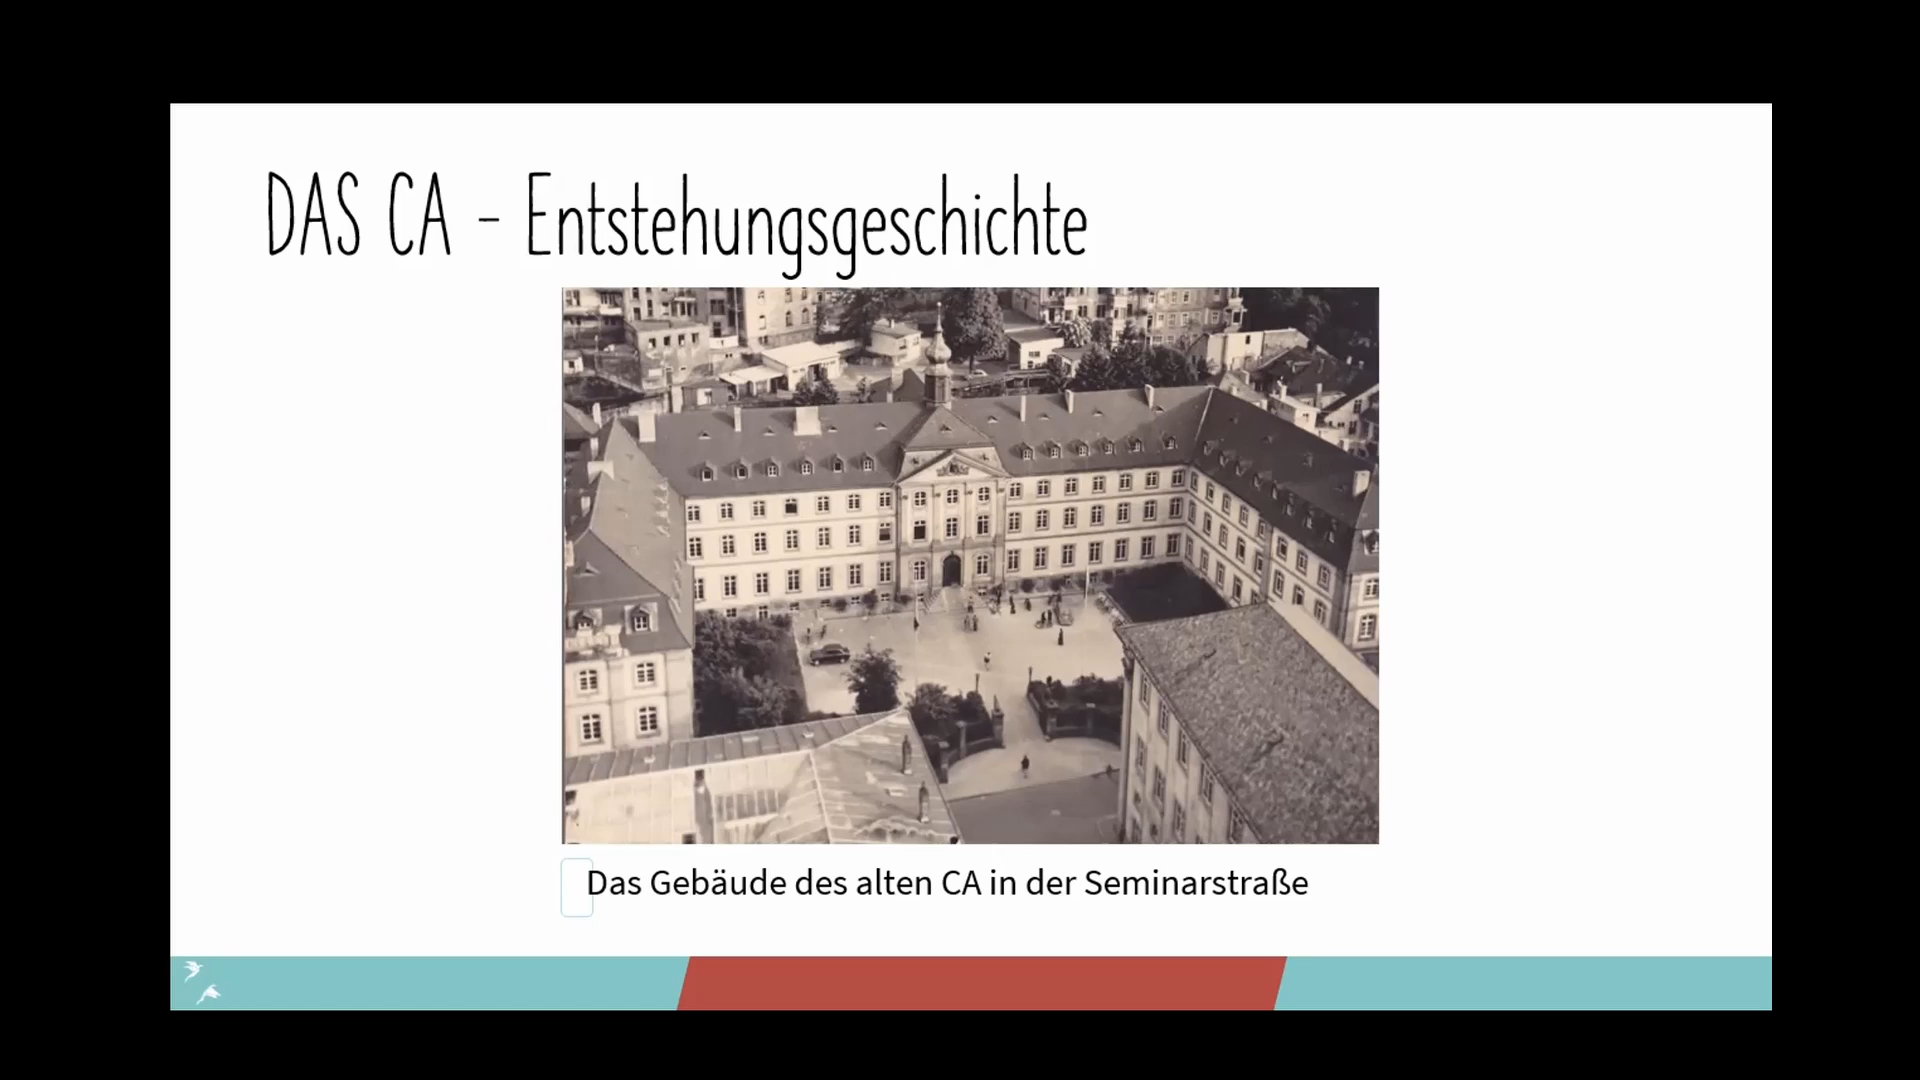 DAS CA - Entstehungsgeschichte
Das Gebäude des alten CA in der Seminarstraße